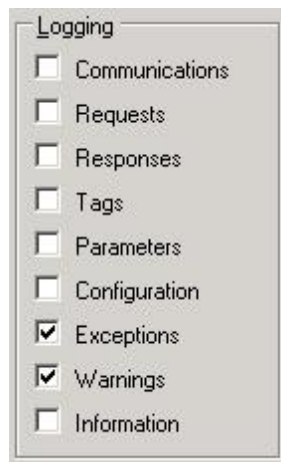 Logging
Communications
Requests
Responses
Tags
Parameters
Configuration
Exceptions
Warnings
Information